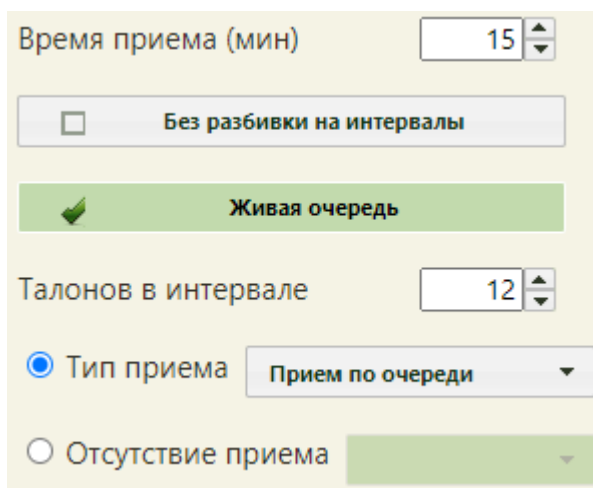 Время приема (мин) 15
Без разбивки на интервалы
Живая очередь
Талонов в интервале 12
Тип приема Прием по очереди
Отсутствие приема